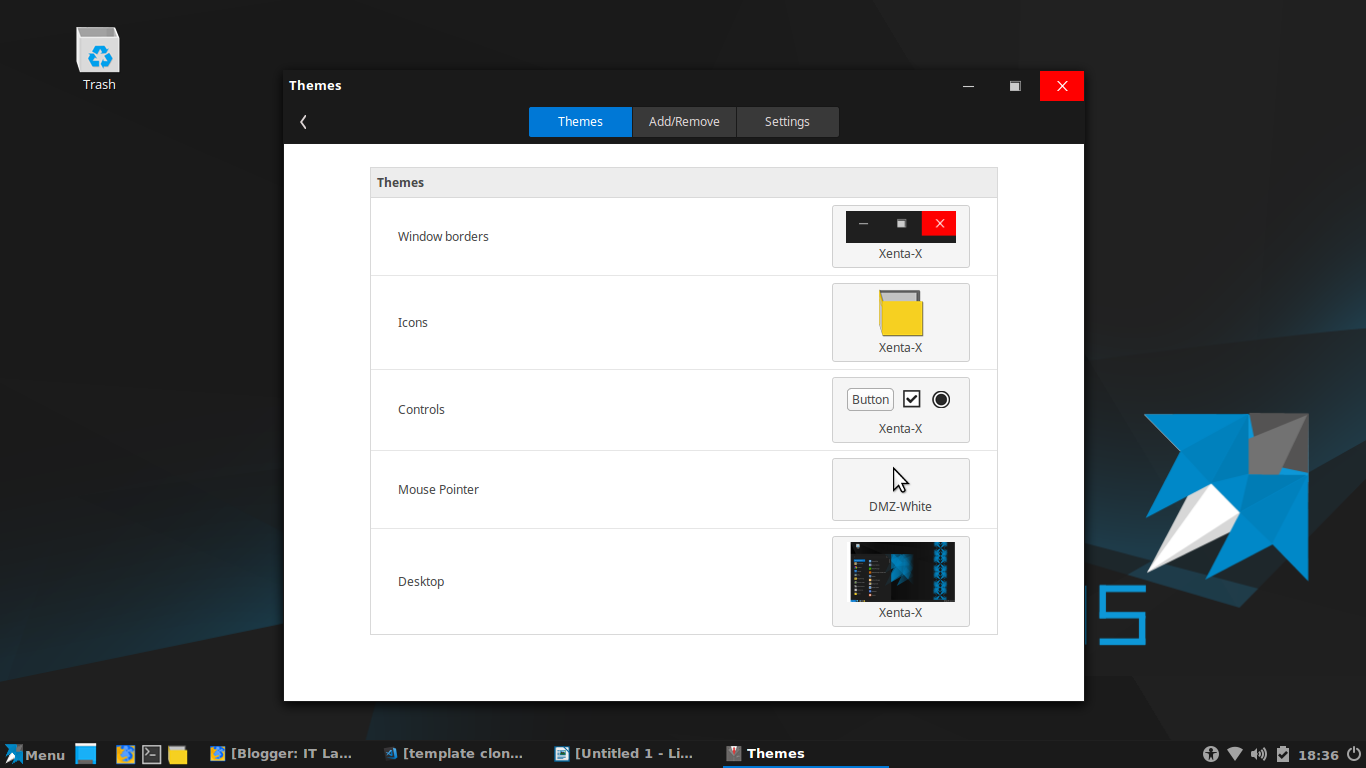 Trash
Themes
Themes Add/Remove Settings
Themes
Window borders
Xenta-X
Icons
Xenta-X
Controls
Button
Xenta-X
Mouse Pointer
DMZ-White
Desktop
Xenta-X
Menu
[Blogger: IT La...
[template clon...
[Untitled 1 - Li...
Themes
18:36